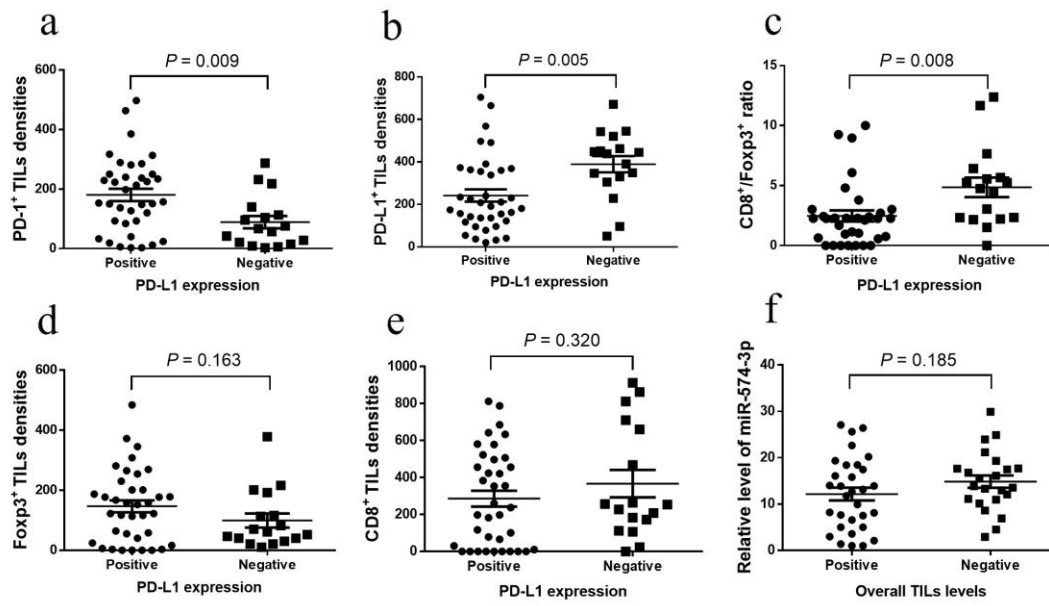 a
P = 0.009
PD-1⁺ TILs densities
600
400
200
0
Positive
Negative
PD-L1 expression
b
P = 0.005
PD-L1⁺ TILs densities
800
600
400
200
0
Positive
Negative
PD-L1 expression
c
P = 0.008
CD8⁺/Foxp3⁺ ratio
15
10
5
0
Positive
Negative
PD-L1 expression
d
P = 0.163
Foxp3⁺ TILs densities
600
400
200
0
Positive
Negative
PD-L1 expression
e
P = 0.320
CD8⁺ TILs densities
1000
800
600
400
200
0
Positive
Negative
PD-L1 expression
f
P = 0.185
Relative level of miR-574-3p
40
30
20
10
0
Positive
Negative
Overall TILs levels